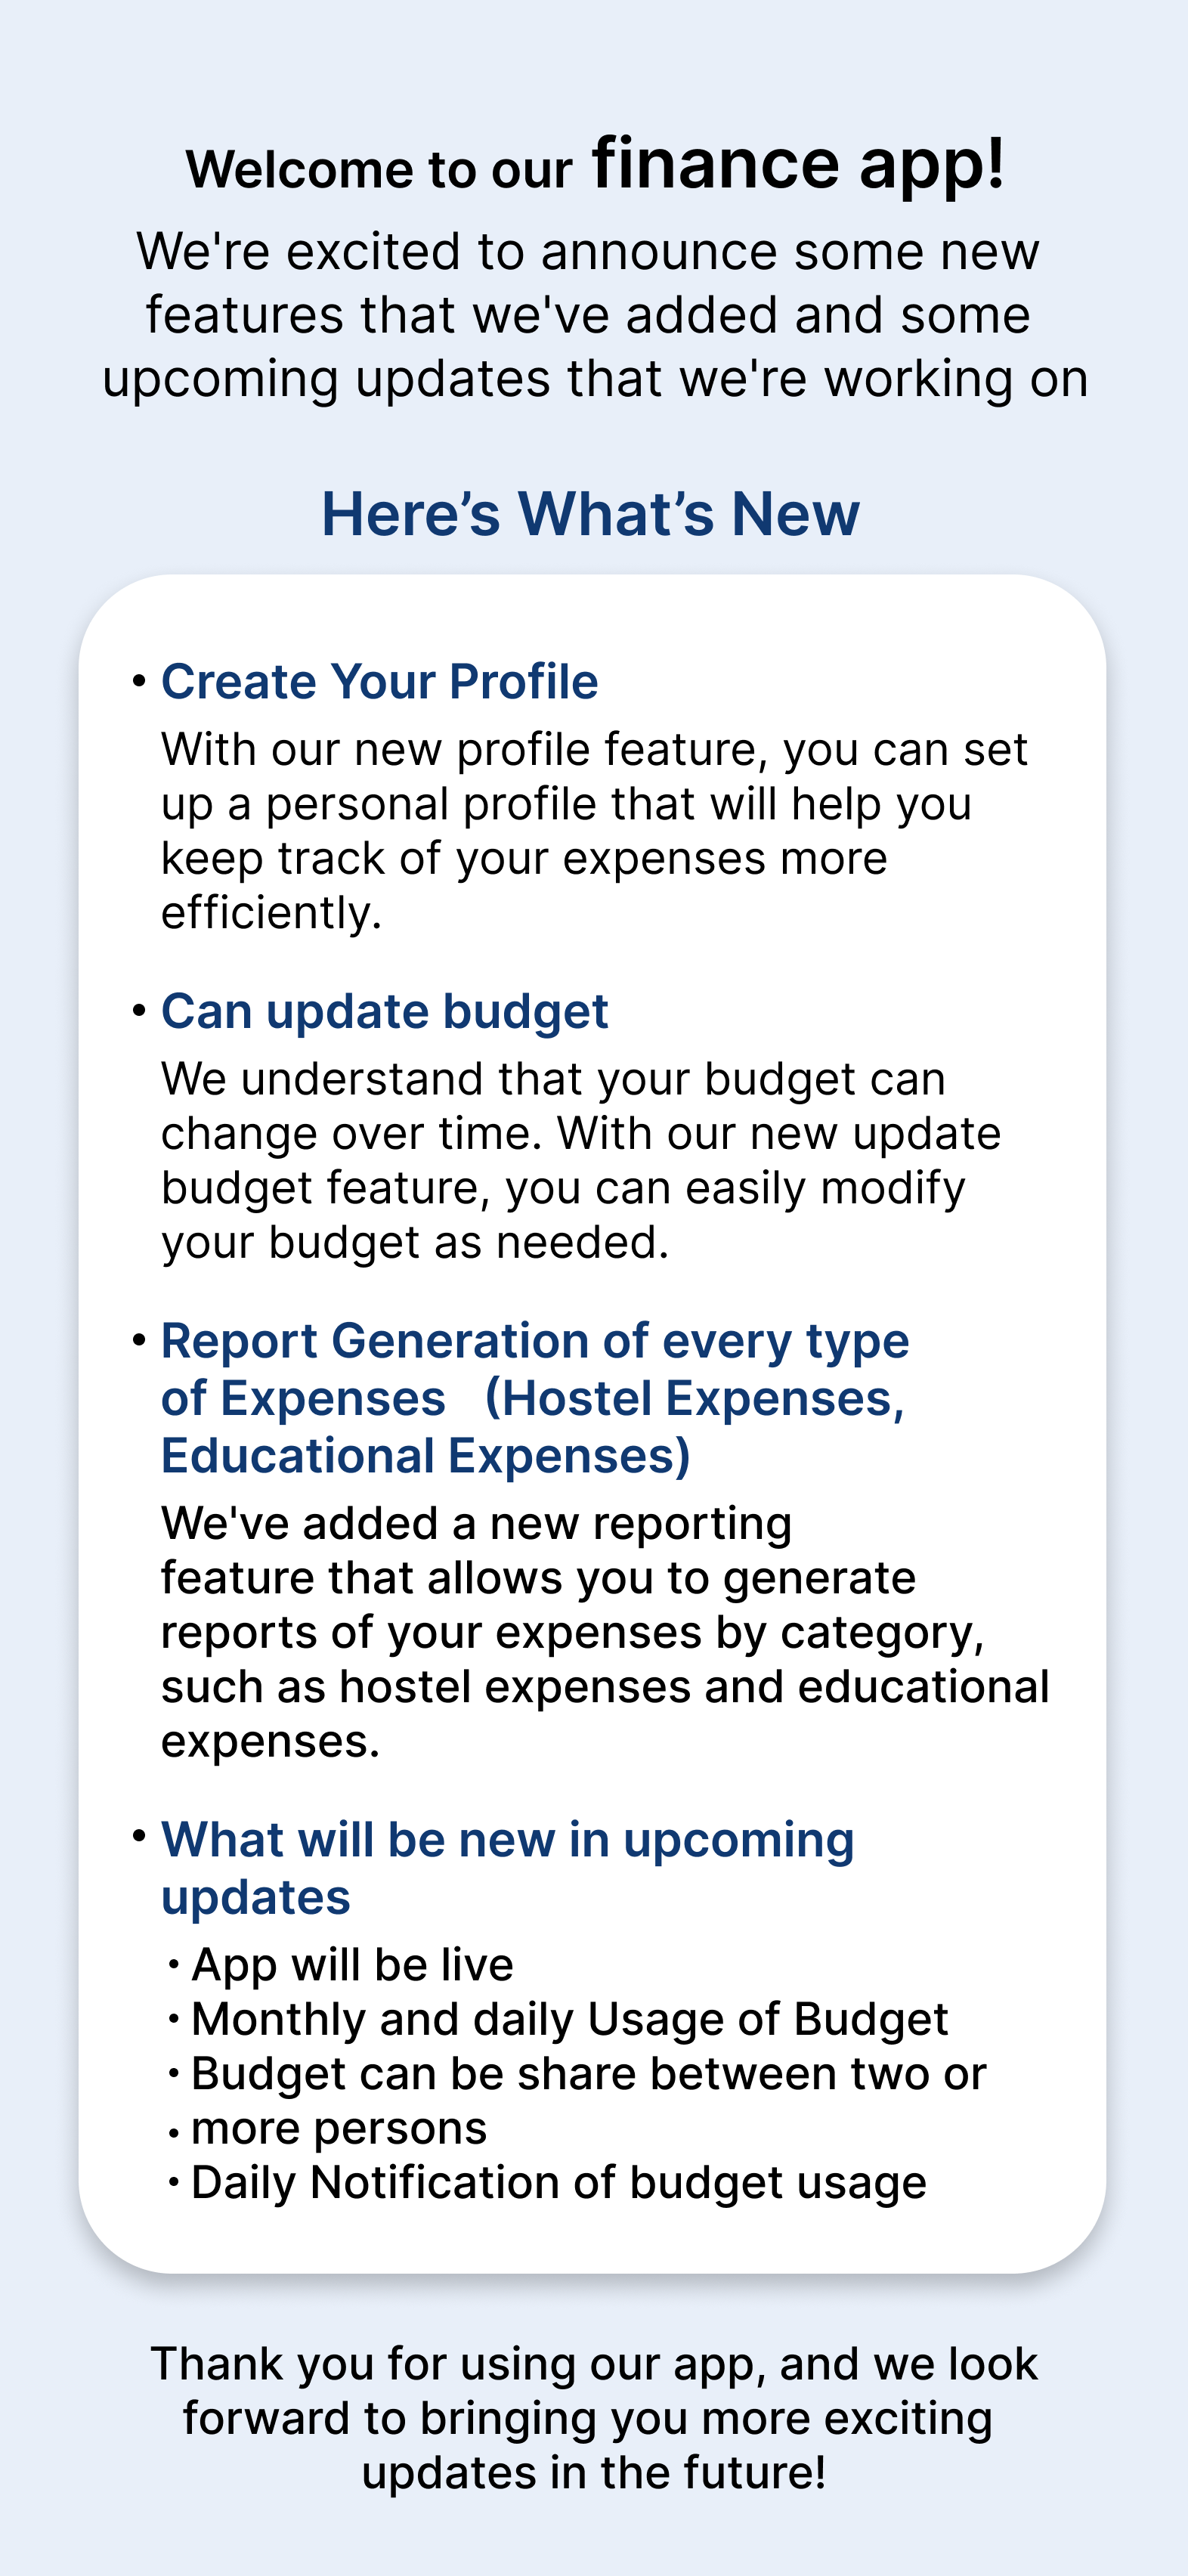 Welcome to our finance app!
We're excited to announce some new
features that we've added and some
upcoming updates that we're working on
Here’s What’s New
• Create Your Profile
With our new profile feature, you can set
up a personal profile that will help you
keep track of your expenses more
efficiently.
• Can update budget
We understand that your budget can
change over time. With our new update
budget feature, you can easily modify
your budget as needed.
• Report Generation of every type
of Expenses (Hostel Expenses,
Educational Expenses)
We've added a new reporting
feature that allows you to generate
reports of your expenses by category,
such as hostel expenses and educational
expenses.
• What will be new in upcoming
updates
• App will be live
• Monthly and daily Usage of Budget
• Budget can be share between two or
• more persons
• Daily Notification of budget usage
Thank you for using our app, and we look
forward to bringing you more exciting
updates in the future!